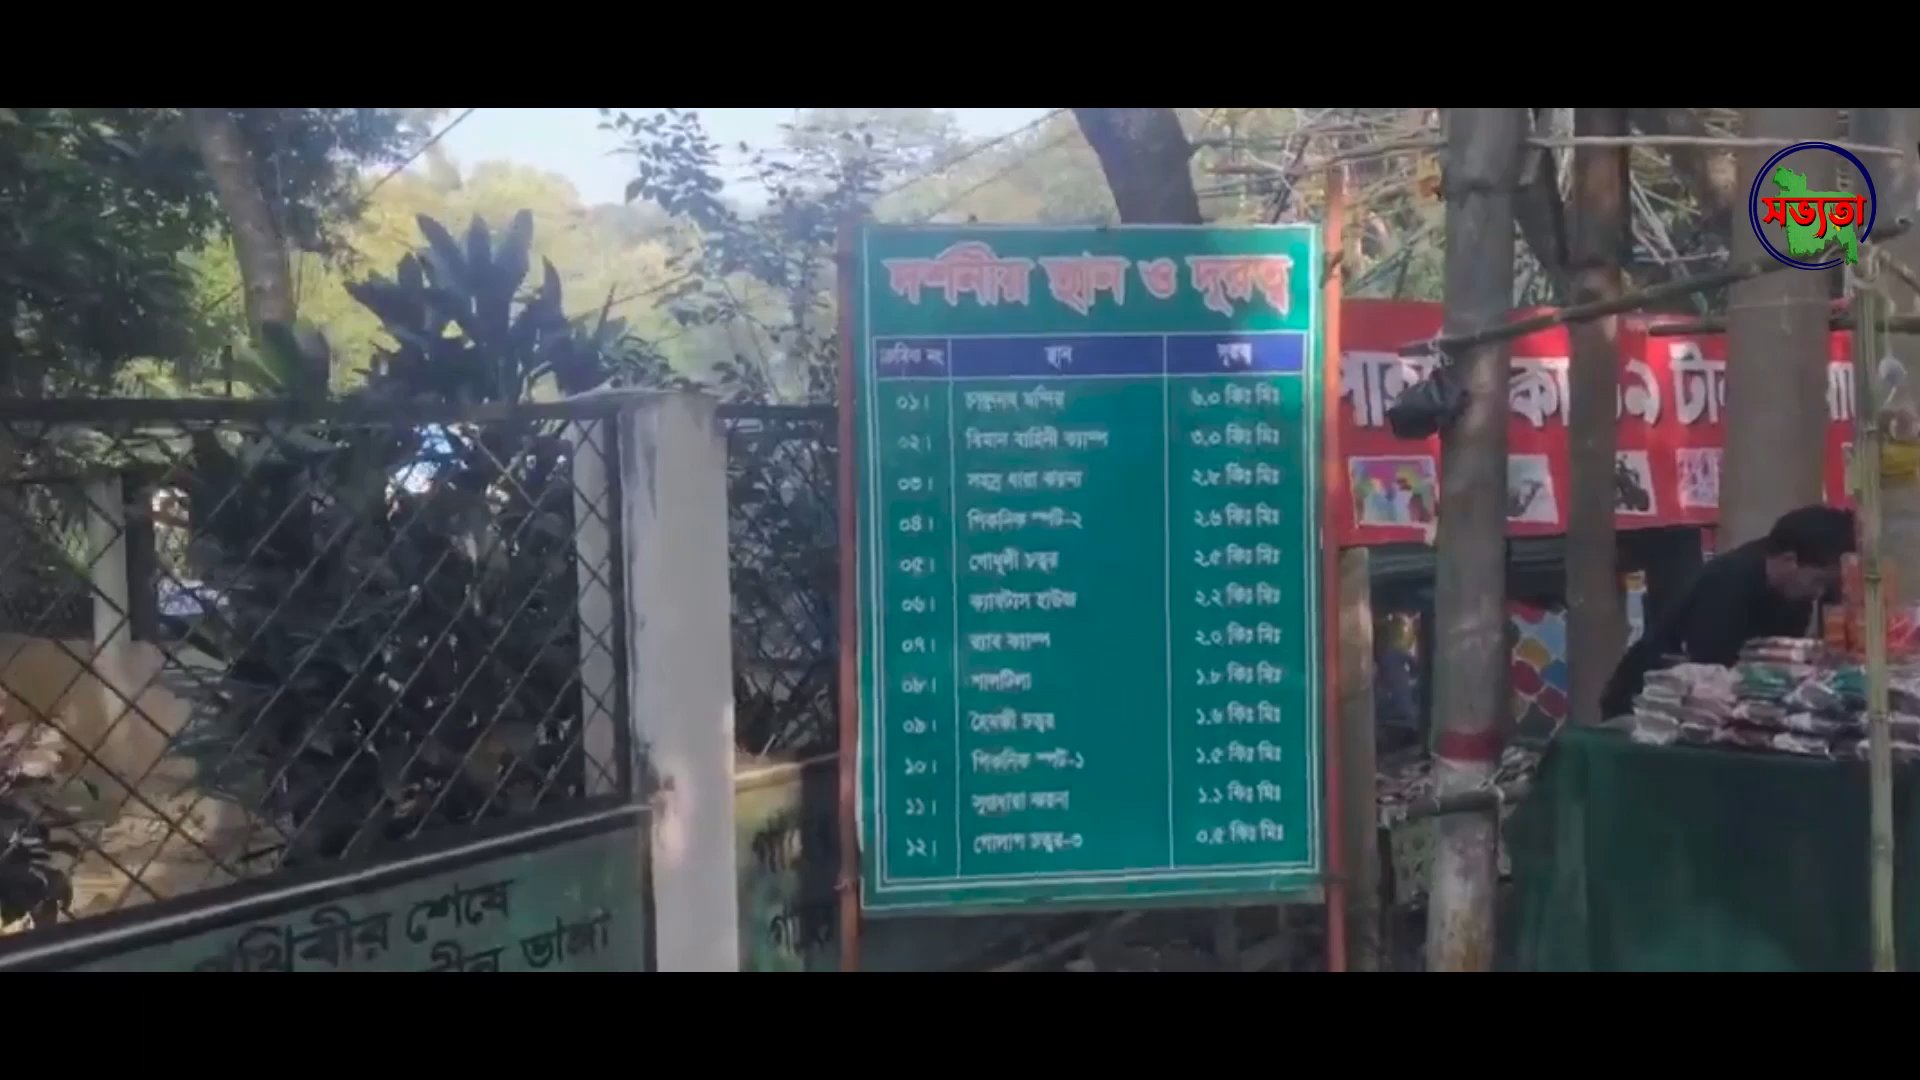 সভ্যতা
দর্শনীয় স্থান ও দূরত্ব
ক্রমিক নং স্থান দূরত্ব
০১। চন্দ্রনাথ মন্দির ৬.০ কিঃ মিঃ
০২। বিমান বাহিনী ক্যাম্প ৩.০ কিঃ মিঃ
০৩। সহস্র ধারা ঝরনা ২.৮ কিঃ মিঃ
০৪। পিকনিক স্পট-২ ২.৬ কিঃ মিঃ
০৫। গোধূলী চত্ত্বর ২.৫ কিঃ মিঃ
০৬। ক্যাকটাস হাউজ ২.২ কিঃ মিঃ
০৭। র‍্যাব ক্যাম্প ২.০ কিঃ মিঃ
০৮। লালটিলা ১.৮ কিঃ মিঃ
০৯। হৈমন্তী চত্ত্বর ১.৬ কিঃ মিঃ
১০। পিকনিক স্পট-১ ১.৫ কিঃ মিঃ
১১। সুপ্তধারা ঝরনা ১.১ কিঃ মিঃ
১২। গোলাপ চত্ত্বর-৩ ০.৫ কিঃ মিঃ
পৃথিবীর শেষে
ভাঙ্গা